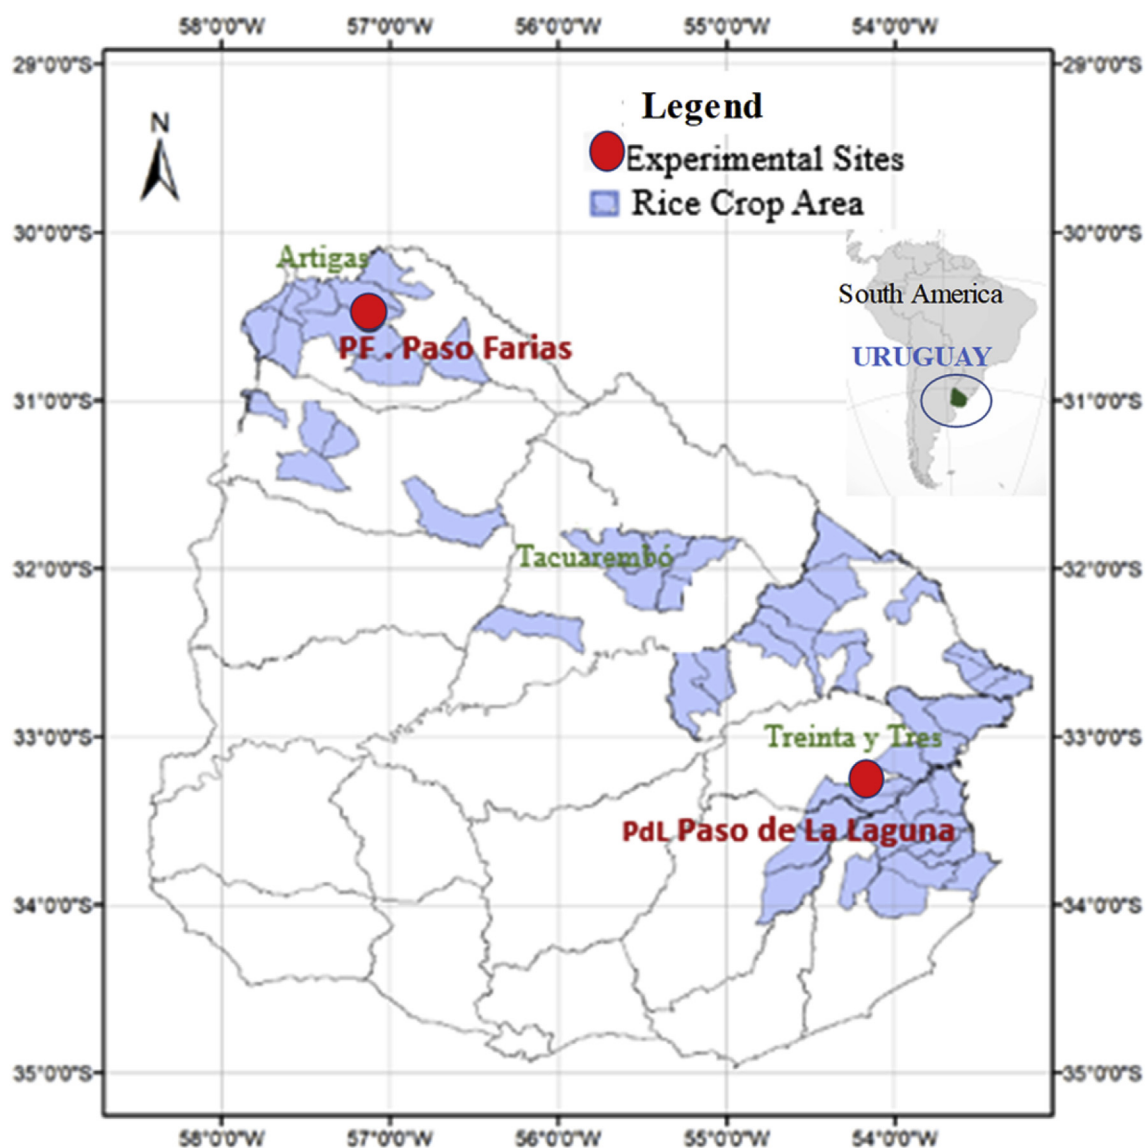 58°0'0"W 57°0'0"W 56°0'0"W 55°0'0"W 54°0'0"W
29°0'0"S 29°0'0"S
N
Legend
Experimental Sites
Rice Crop Area
30°0'0"S 30°0'0"S
Artigas
South America
PF . Paso Farias
URUGUAY
31°0'0"S 31°0'0"S
Tacuarembó
32°0'0"S 32°0'0"S
33°0'0"S 33°0'0"S
Treinta y Tres
PdL Paso de La Laguna
34°0'0"S 34°0'0"S
35°0'0"S 35°0'0"S
58°0'0"W 57°0'0"W 56°0'0"W 55°0'0"W 54°0'0"W